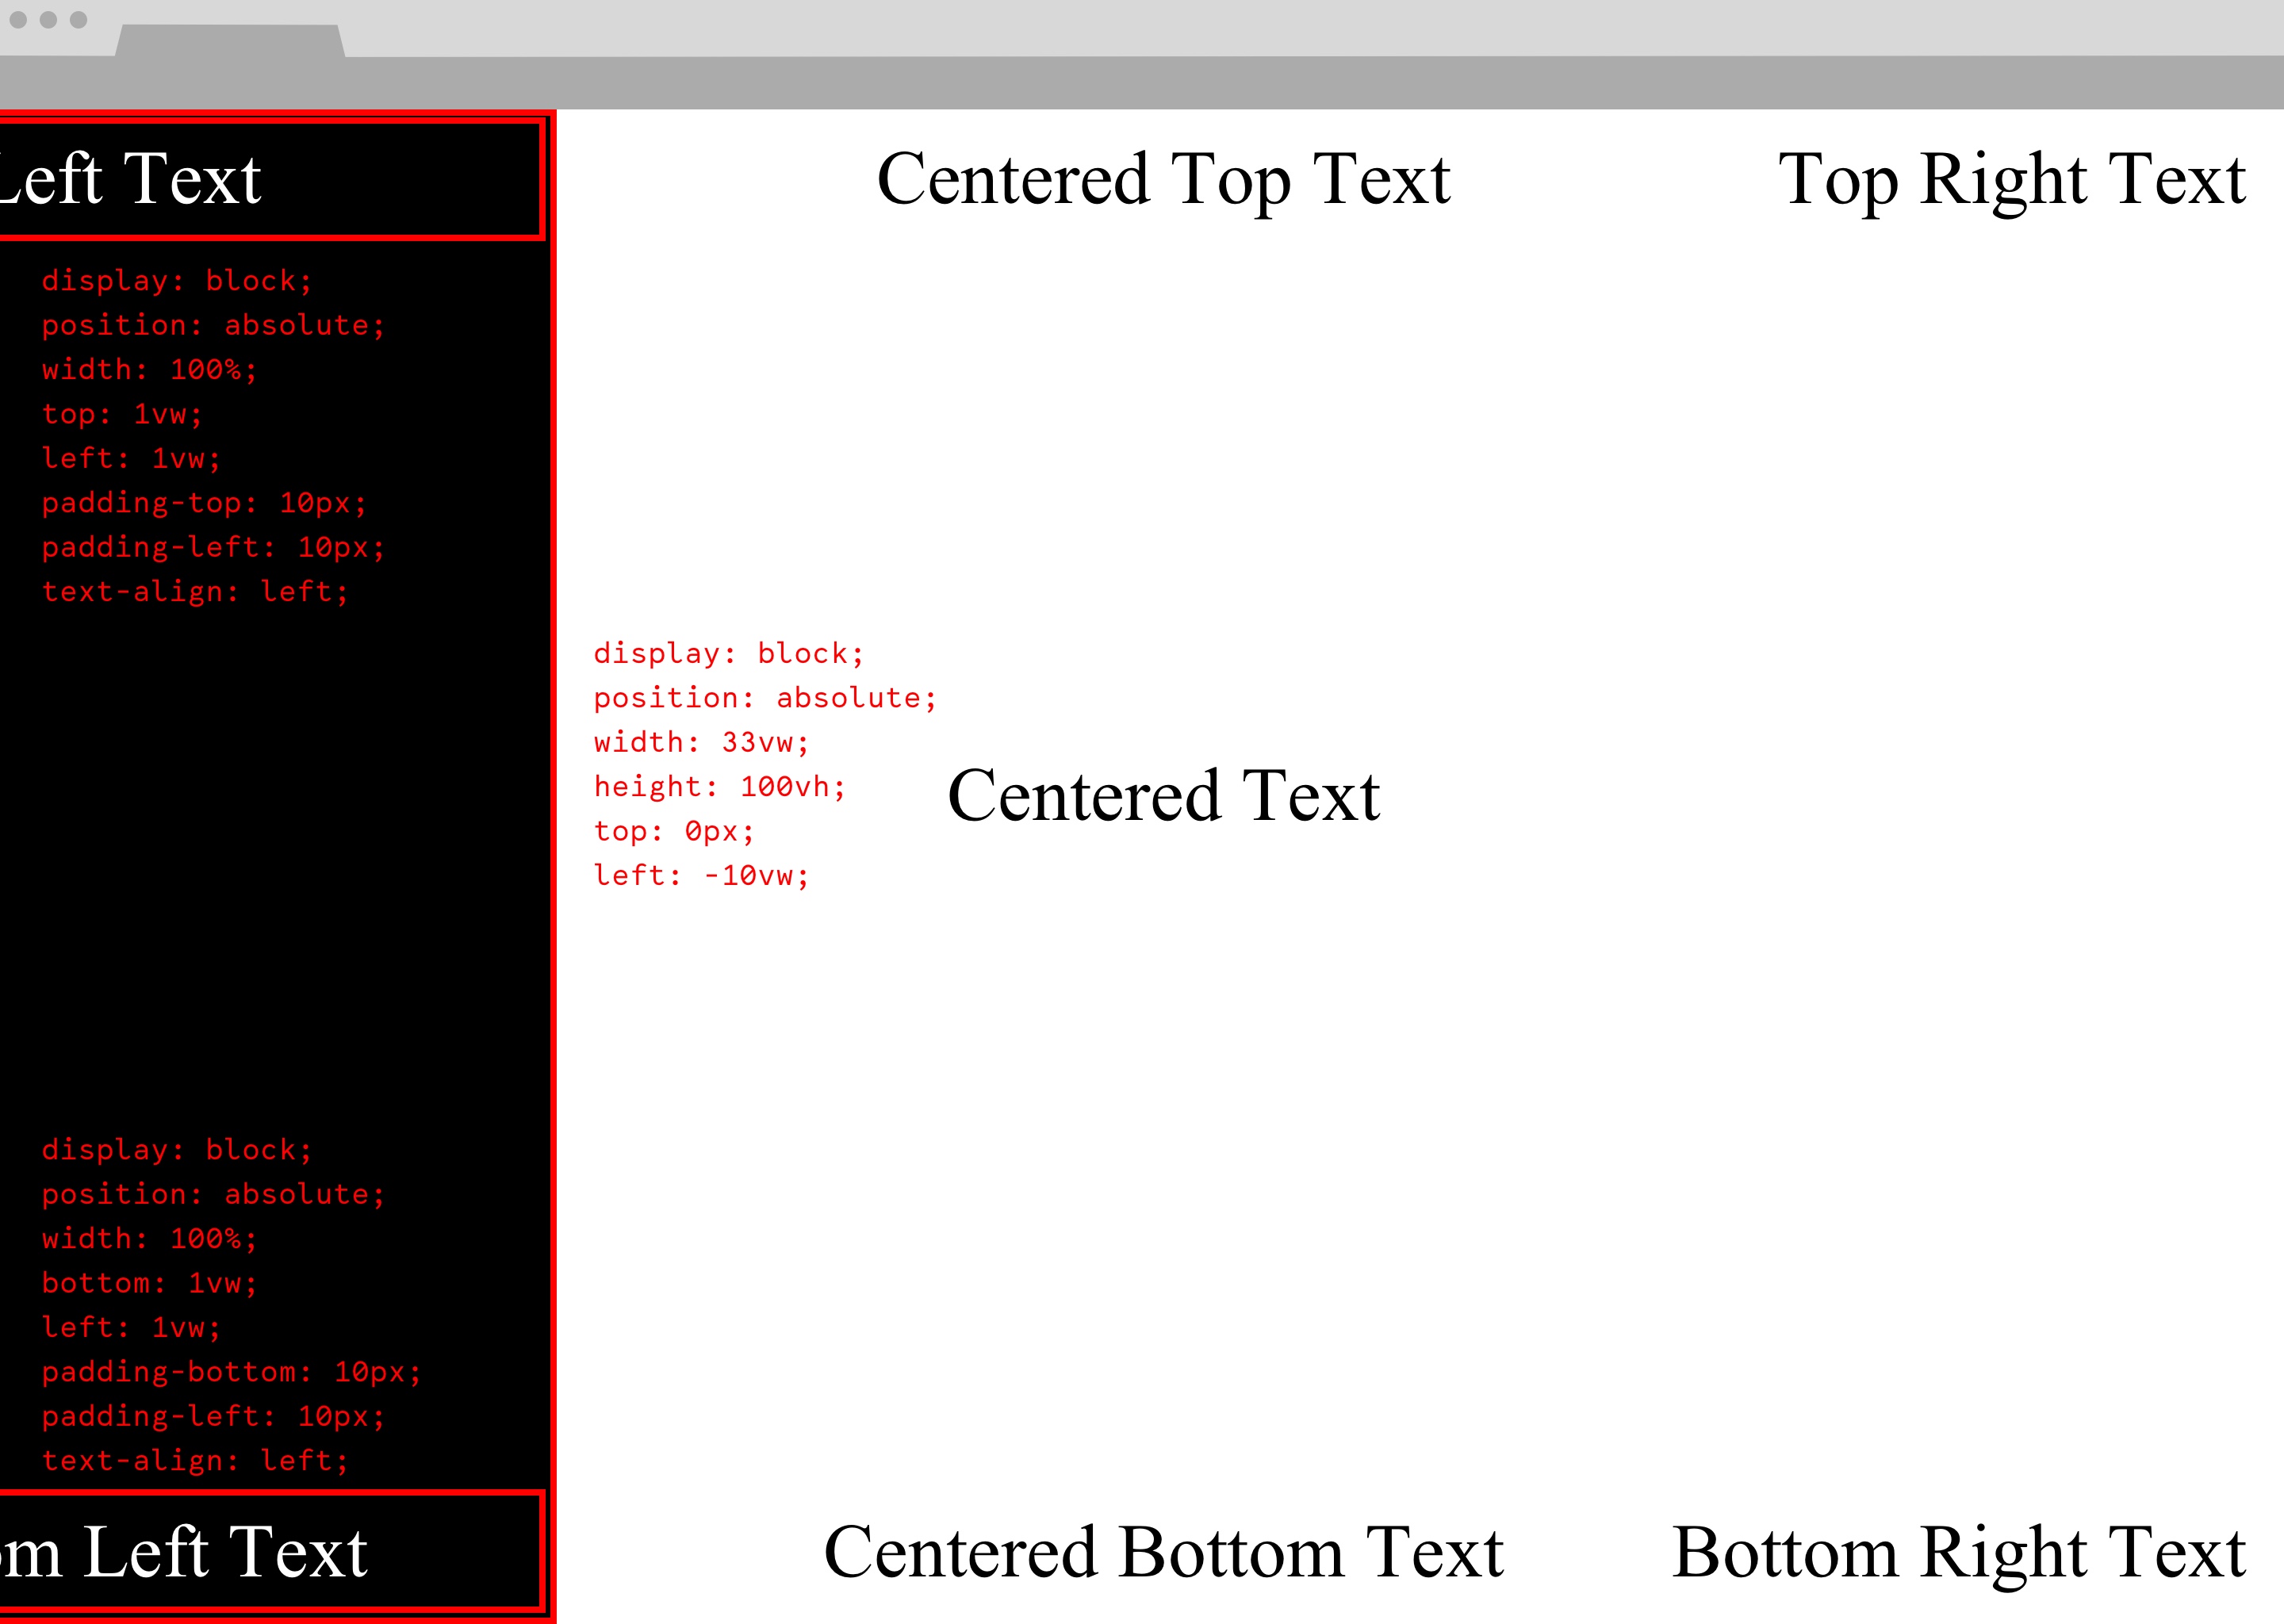 Left Text
Centered Top Text
Top Right Text
display: block;
position: absolute;
width: 100%;
top: 1vw;
left: 1vw;
padding-top: 10px;
padding-left: 10px;
text-align: left;
display: block;
position: absolute;
width: 33vw;
height: 100vh;
top: 0px;
left: -10vw;
Centered Text
display: block;
position: absolute;
width: 100%;
bottom: 1vw;
left: 1vw;
padding-bottom: 10px;
padding-left: 10px;
text-align: left;
m Left Text
Centered Bottom Text
Bottom Right Text